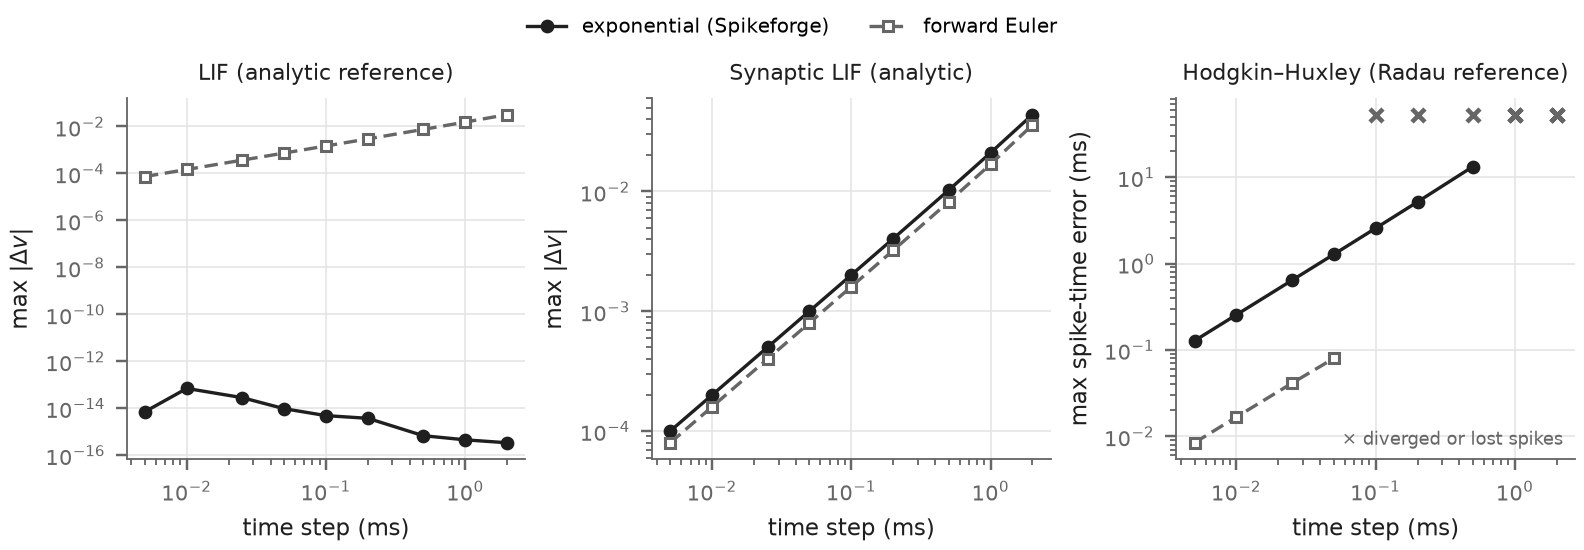 exponential (Spikeforge) forward Euler
LIF (analytic reference)
max |Δv|
10⁻²
10⁻⁴
10⁻⁶
10⁻⁸
10⁻¹⁰
10⁻¹²
10⁻¹⁴
10⁻¹⁶
10⁻² 10⁻¹ 10⁰
time step (ms)
Synaptic LIF (analytic)
max |Δv|
10⁻²
10⁻³
10⁻⁴
10⁻² 10⁻¹ 10⁰
time step (ms)
Hodgkin–Huxley (Radau reference)
max spike-time error (ms)
10¹
10⁰
10⁻¹
10⁻²
× diverged or lost spikes
10⁻² 10⁻¹ 10⁰
time step (ms)